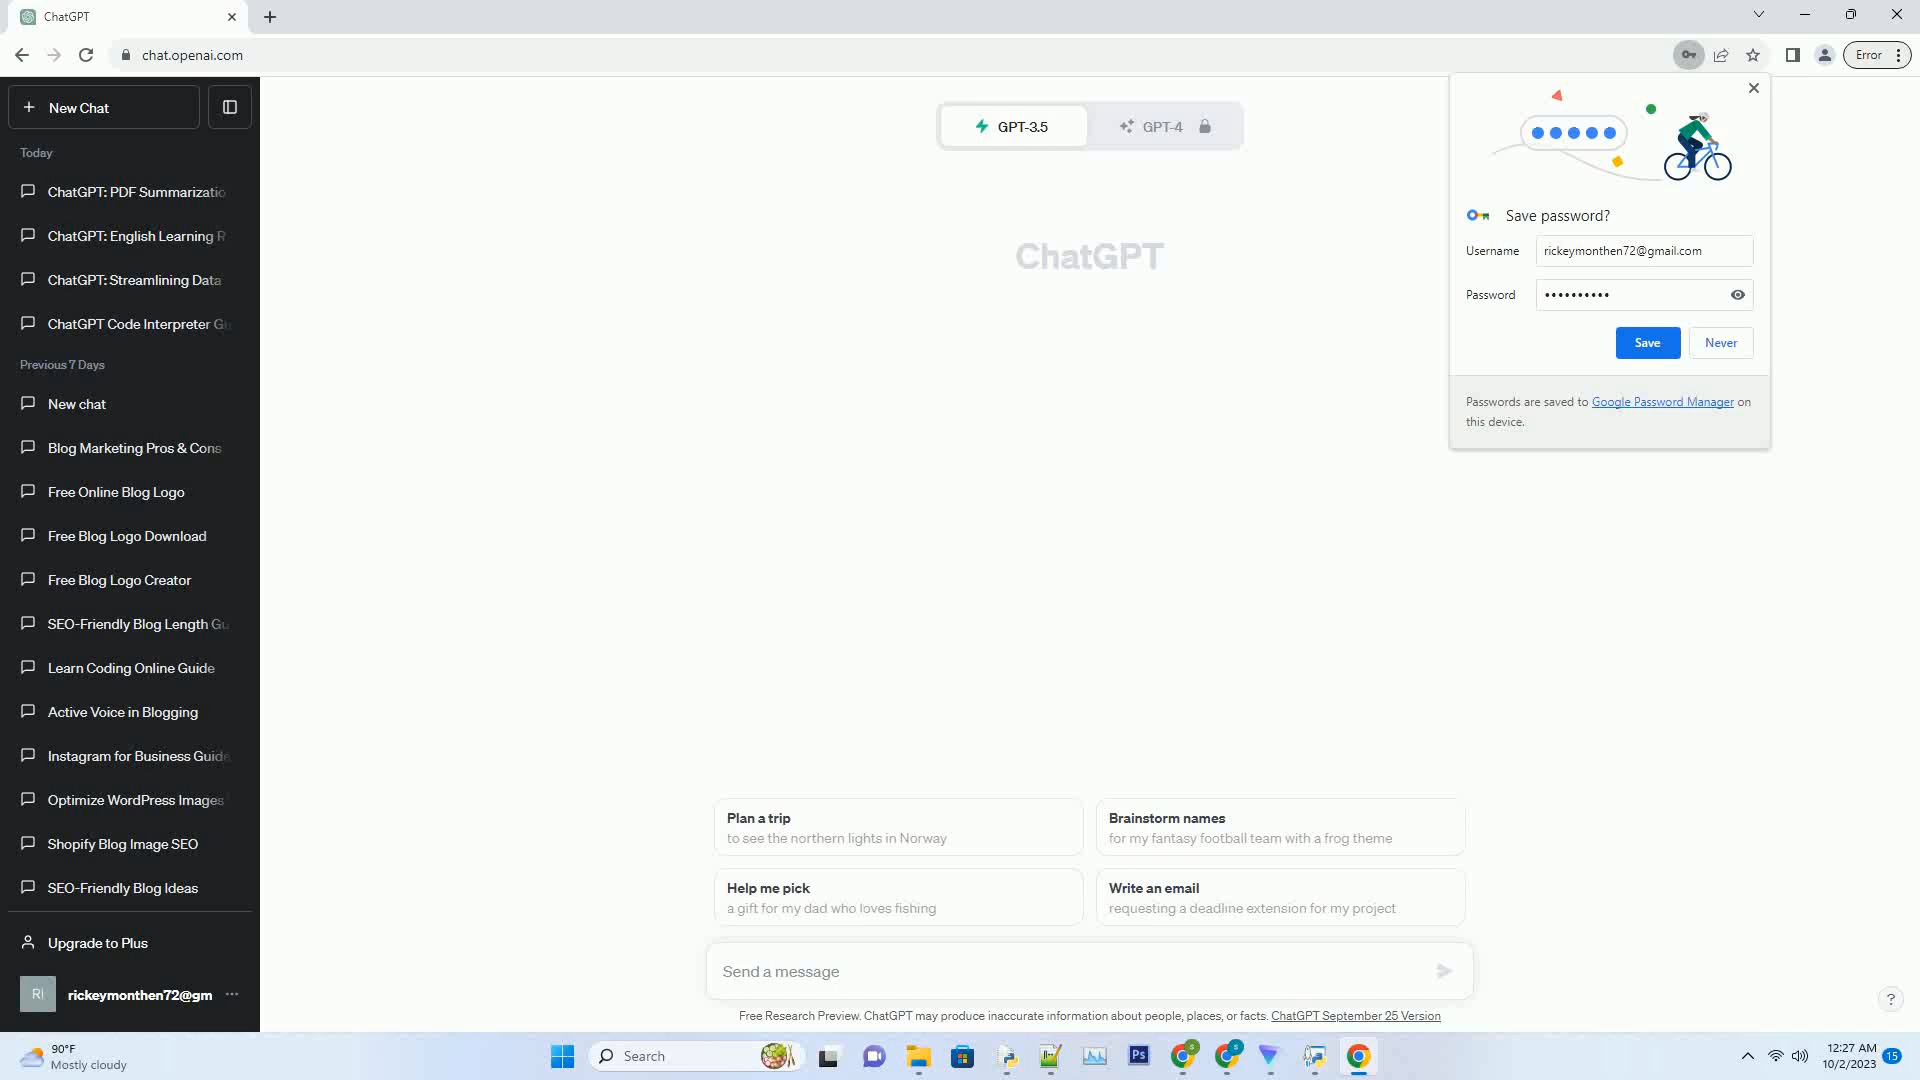 ChatGPT
chat.openai.com
Error
New Chat
Today
ChatGPT: PDF Summarizatio
ChatGPT: English Learning R
ChatGPT: Streamlining Data
ChatGPT Code Interpreter Gu
Previous 7 Days
New chat
Blog Marketing Pros & Cons
Free Online Blog Logo
Free Blog Logo Download
Free Blog Logo Creator
SEO-Friendly Blog Length Gu
Learn Coding Online Guide
Active Voice in Blogging
Instagram for Business Guide
Optimize WordPress Images
Shopify Blog Image SEO
SEO-Friendly Blog Ideas
Upgrade to Plus
RI
rickeymonthen72@gm
GPT-3.5
GPT-4
ChatGPT
Save password?
Username rickeymonthen72@gmail.com
Password ••••••••••
Save
Never
Passwords are saved to Google Password Manager on
this device.
Plan a trip
to see the northern lights in Norway
Brainstorm names
for my fantasy football team with a frog theme
Help me pick
a gift for my dad who loves fishing
Write an email
requesting a deadline extension for my project
Send a message
Free Research Preview. ChatGPT may produce inaccurate information about people, places, or facts. ChatGPT September 25 Version
?
90°F
Mostly cloudy
Search
Ps
S
S
12:27 AM
10/2/2023
15